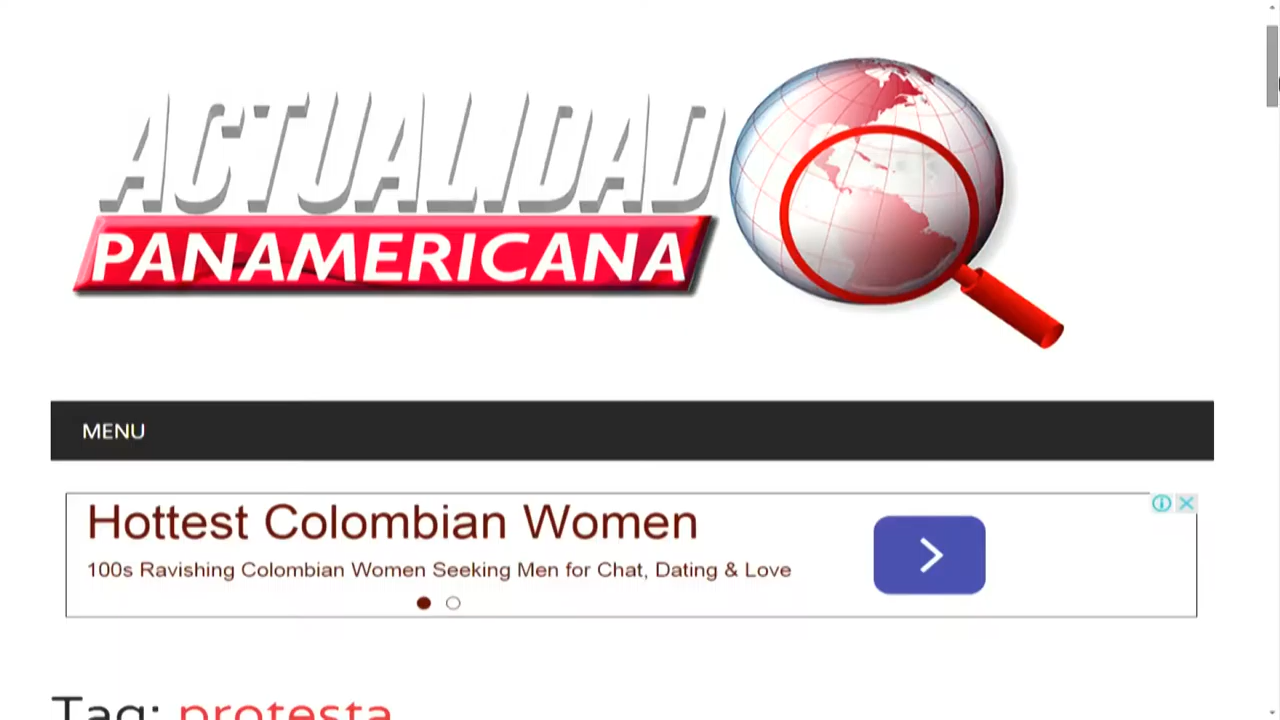 ACTUALIDAD
PANAMERICANA
MENU
Hottest Colombian Women
100s Ravishing Colombian Women Seeking Men for Chat, Dating & Love
Tag: protesta